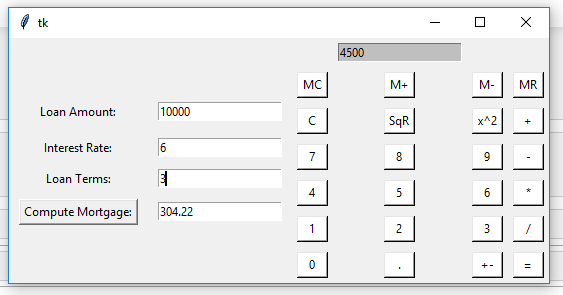 tk
4500
MC M+ M- MR
Loan Amount: 10000
C SqR x^2 +
Interest Rate: 6
7 8 9 -
Loan Terms: 3
4 5 6 *
Compute Mortgage: 304.22
1 2 3 /
0 . +- =